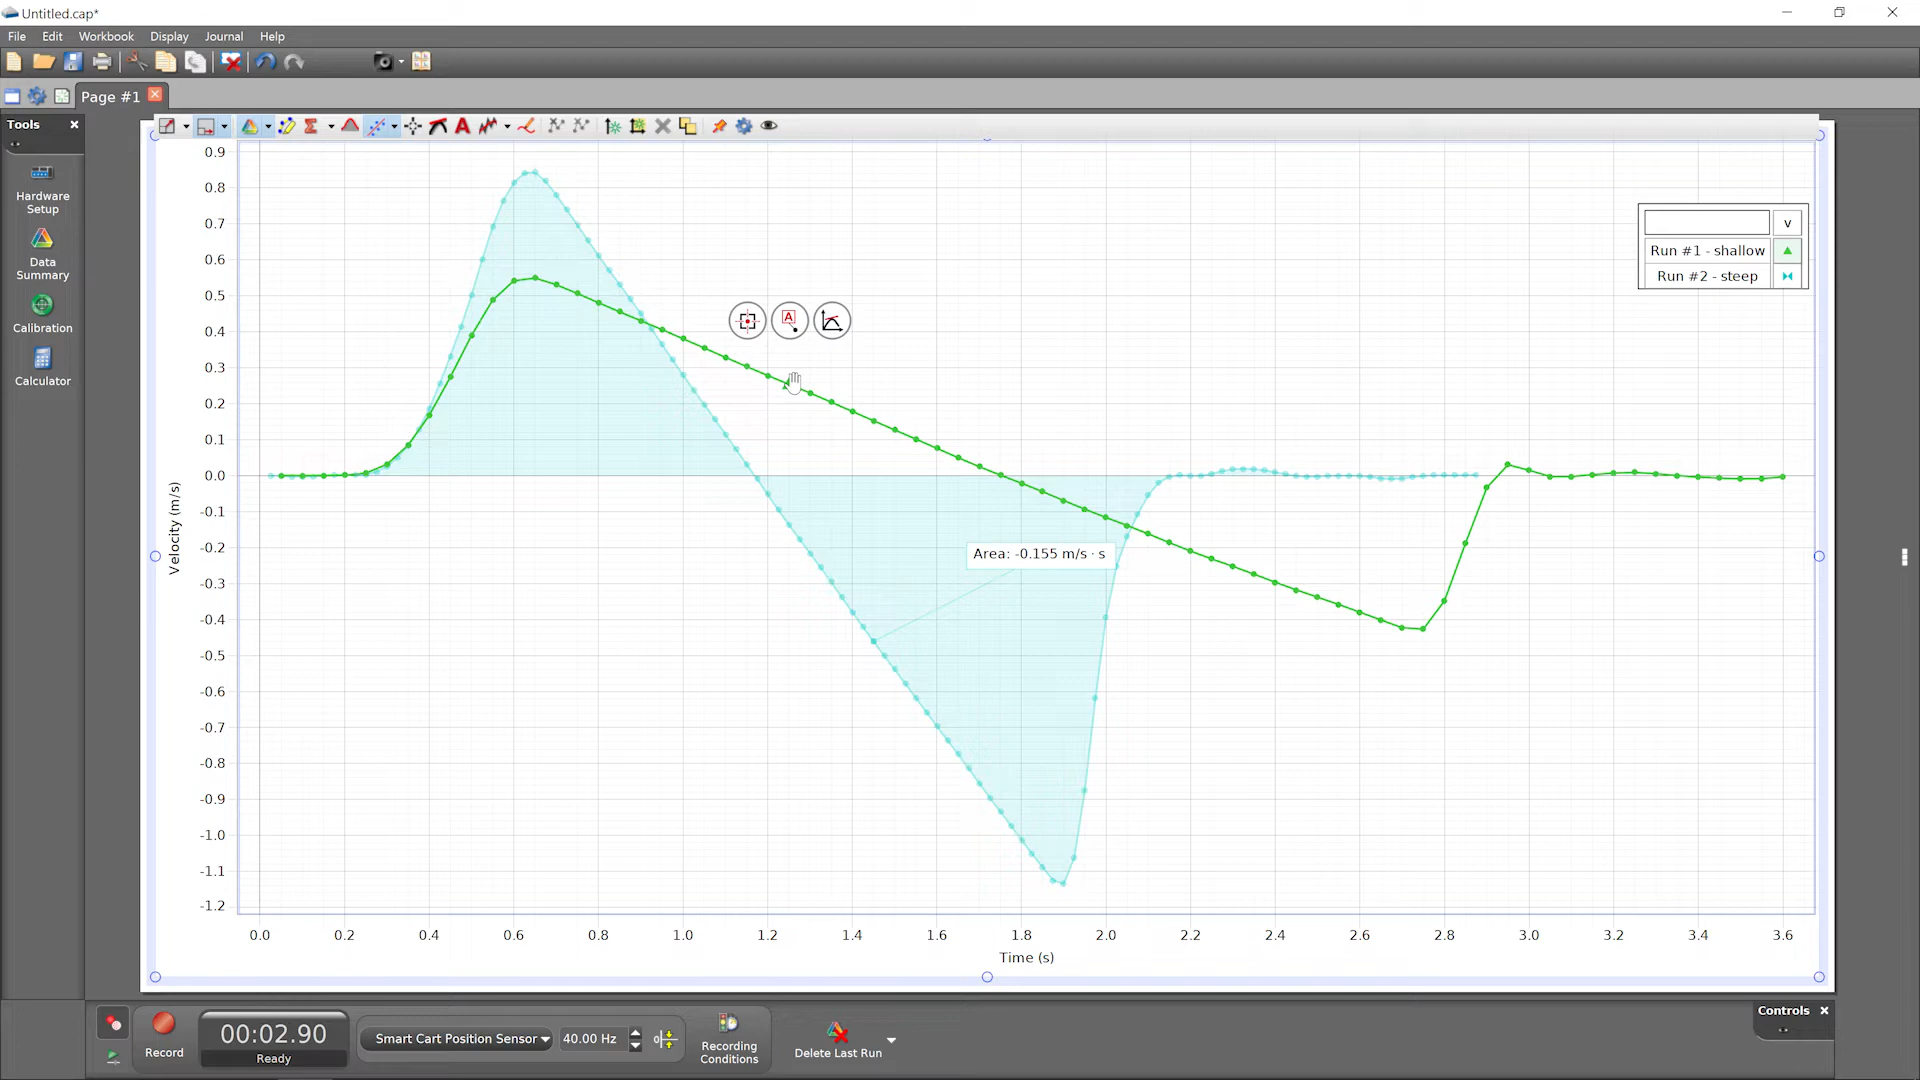 Untitled.cap*
File Edit Workbook Display Journal Help
Page #1
Tools
Hardware
Setup
Data
Summary
Calibration
Calculator
A
A
v
Run #1 - shallow
Run #2 - steep
0.9
0.8
0.7
0.6
0.5
0.4
0.3
0.2
0.1
0.0
-0.1
-0.2
-0.3
-0.4
-0.5
-0.6
-0.7
-0.8
-0.9
-1.0
-1.1
-1.2
Velocity (m/s)
Area: -0.155 m/s · s
0.0 0.2 0.4 0.6 0.8 1.0 1.2 1.4 1.6 1.8 2.0 2.2 2.4 2.6 2.8 3.0 3.2 3.4 3.6
Time (s)
Record
00:02.90
Ready
Smart Cart Position Sensor
40.00 Hz
Recording
Conditions
Delete Last Run
Controls